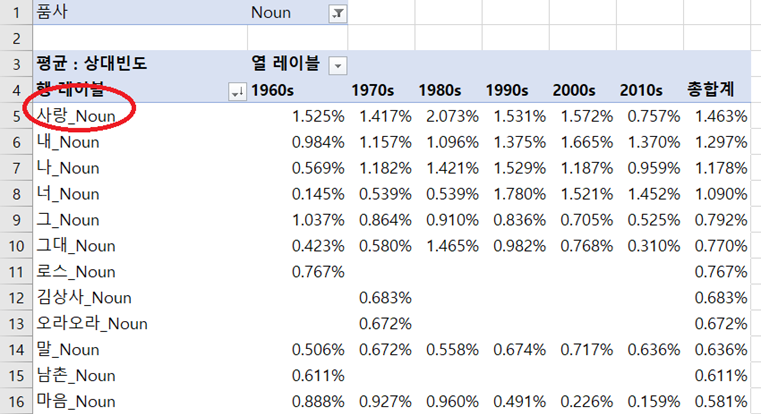 1 품사 Noun
2
3 평균 : 상대빈도 열 레이블
4 행 레이블 1960s 1970s 1980s 1990s 2000s 2010s 총합계
5 사랑_Noun 1.525% 1.417% 2.073% 1.531% 1.572% 0.757% 1.463%
6 내_Noun 0.984% 1.157% 1.096% 1.375% 1.665% 1.370% 1.297%
7 나_Noun 0.569% 1.182% 1.421% 1.529% 1.187% 0.959% 1.178%
8 너_Noun 0.145% 0.539% 0.539% 1.780% 1.521% 1.452% 1.090%
9 그_Noun 1.037% 0.864% 0.910% 0.836% 0.705% 0.525% 0.792%
10 그대_Noun 0.423% 0.580% 1.465% 0.982% 0.768% 0.310% 0.770%
11 로스_Noun 0.767% 0.767%
12 김상사_Noun 0.683% 0.683%
13 오라오라_Noun 0.672% 0.672%
14 말_Noun 0.506% 0.672% 0.558% 0.674% 0.717% 0.636% 0.636%
15 남촌_Noun 0.611% 0.611%
16 마음_Noun 0.888% 0.927% 0.960% 0.491% 0.226% 0.159% 0.581%